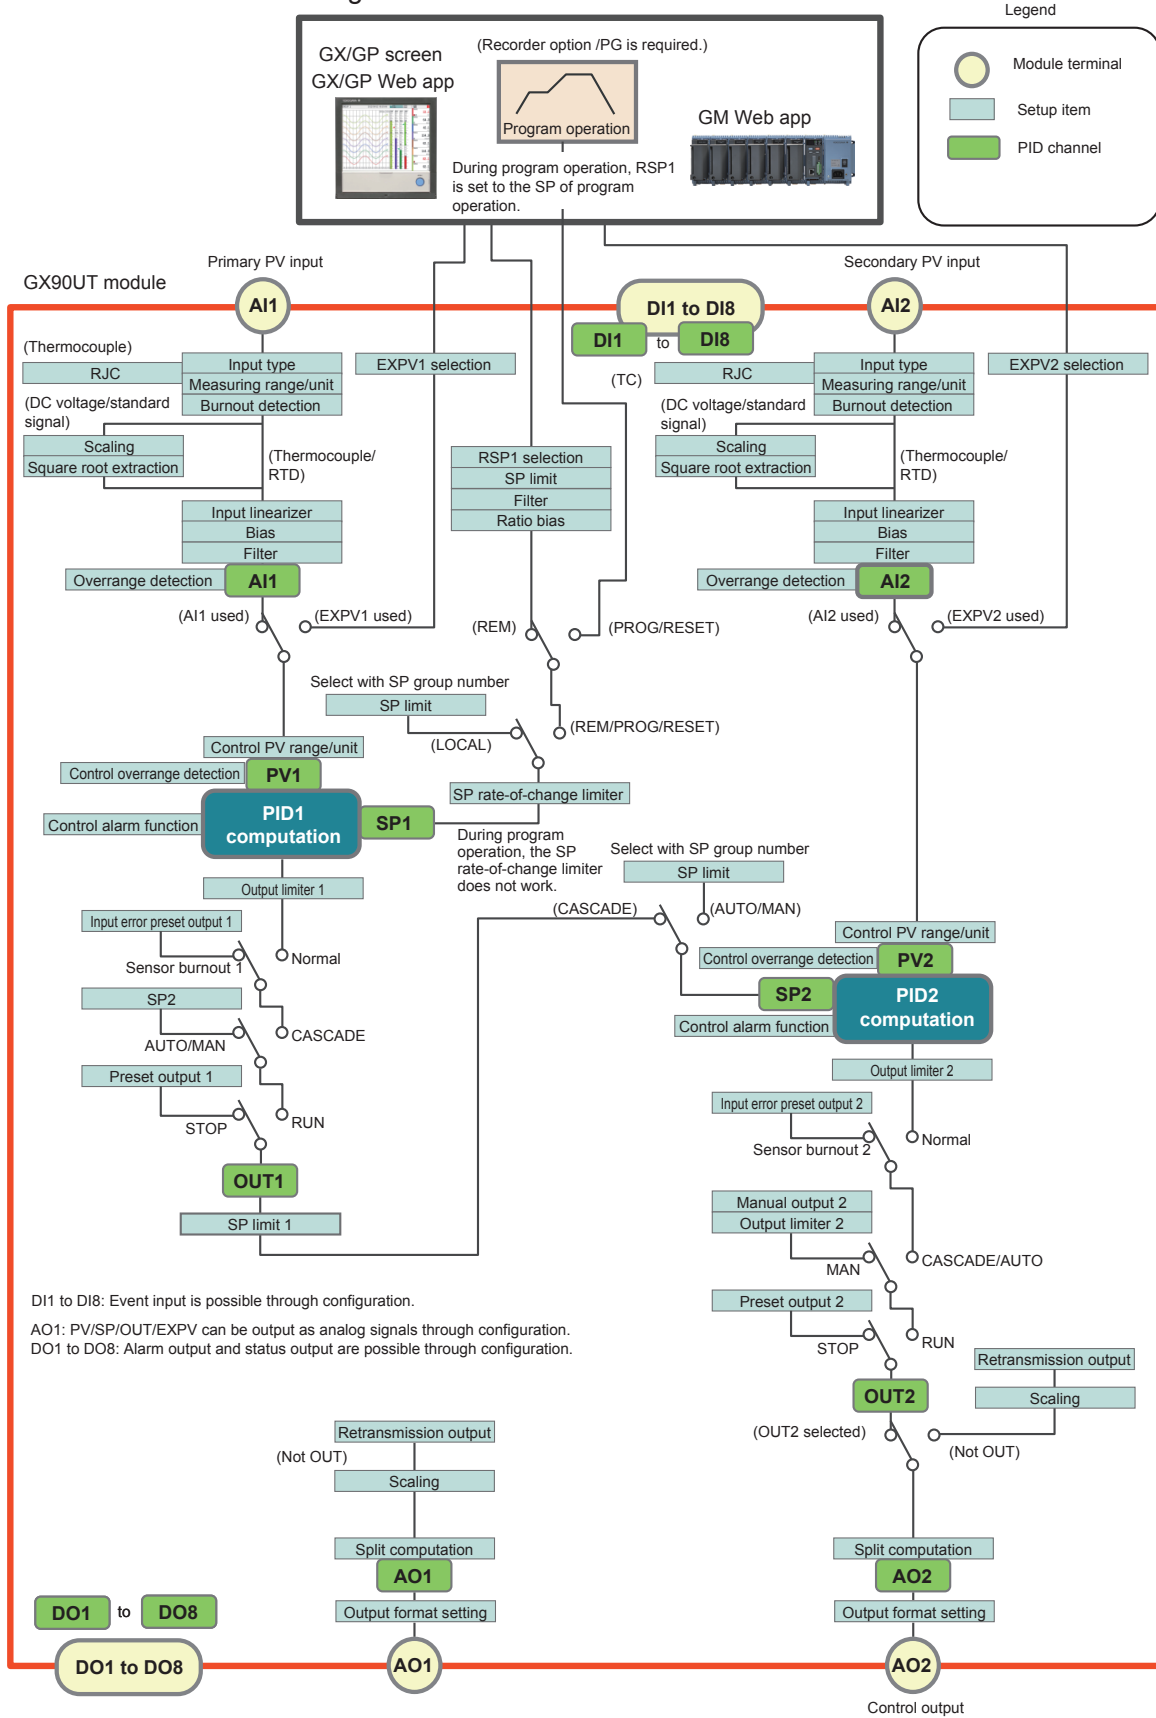 Legend
Module terminal
Setup item
PID channel
GX/GP screen
GX/GP Web app
(Recorder option /PG is required.)
Program operation
During program operation, RSP1
is set to the SP of program
operation.
GM Web app
GX90UT module
Primary PV input
AI1
DI1 to DI8
DI1
to
DI8
Secondary PV input
AI2
(Thermocouple)
RJC
Input type
Measuring range/unit
Burnout detection
(DC voltage/standard
signal)
Scaling
Square root extraction
(Thermocouple/
RTD)
Input linearizer
Bias
Filter
Overrange detection
AI1
(AI1 used)
(EXPV1 used)
EXPV1 selection
RSP1 selection
SP limit
Filter
Ratio bias
(REM)
(PROG/RESET)
(TC)
RJC
Input type
Measuring range/unit
Burnout detection
(DC voltage/standard
signal)
Scaling
Square root extraction
(Thermocouple/
RTD)
Input linearizer
Bias
Filter
Overrange detection
AI2
(AI2 used)
(EXPV2 used)
EXPV2 selection
Select with SP group number
SP limit
(LOCAL)
(REM/PROG/RESET)
SP rate-of-change limiter
During program
operation, the SP
rate-of-change limiter
does not work.
Control PV range/unit
Control overrange detection
PV1
PID1
computation
Control alarm function
SP1
Output limiter 1
Input error preset output 1
Sensor burnout 1
Normal
SP2
AUTO/MAN
CASCADE
Preset output 1
STOP
RUN
OUT1
SP limit 1
Select with SP group number
SP limit
(CASCADE)
(AUTO/MAN)
Control PV range/unit
Control overrange detection
PV2
SP2
PID2
computation
Control alarm function
Output limiter 2
Input error preset output 2
Sensor burnout 2
Normal
Manual output 2
Output limiter 2
MAN
CASCADE/AUTO
Preset output 2
STOP
RUN
OUT2
Retransmission output
Scaling
(OUT2 selected)
(Not OUT)
DI1 to DI8: Event input is possible through configuration.
AO1: PV/SP/OUT/EXPV can be output as analog signals through configuration.
DO1 to DO8: Alarm output and status output are possible through configuration.
Retransmission output
(Not OUT)
Scaling
Split computation
AO1
Output format setting
AO1
Split computation
AO2
Output format setting
AO2
Control output
DO1
to
DO8
DO1 to DO8